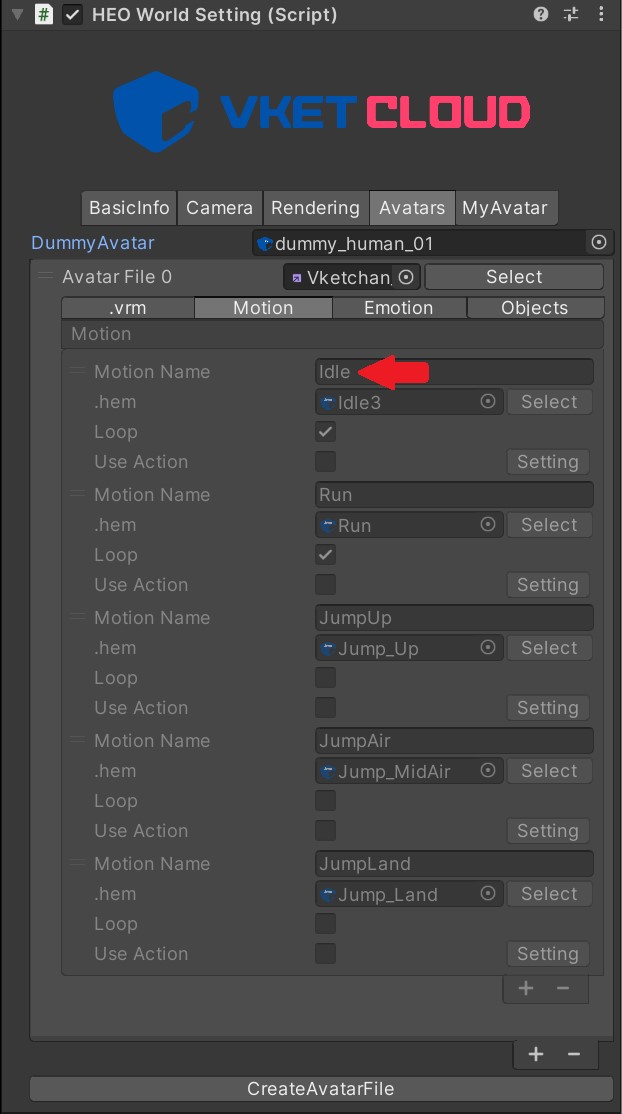 # HEO World Setting (Script)
VKET CLOUD
BasicInfo Camera Rendering Avatars MyAvatar
DummyAvatar dummy_human_01
Avatar File 0 Vketchan_ Select
.vrm Motion Emotion Objects
Motion
Motion Name Idle
.hem Idle3 Select
Loop
Use Action Setting
Motion Name Run
.hem Run Select
Loop
Use Action Setting
Motion Name JumpUp
.hem Jump_Up Select
Loop
Use Action Setting
Motion Name JumpAir
.hem Jump_MidAir Select
Loop
Use Action Setting
Motion Name JumpLand
.hem Jump_Land Select
Loop
Use Action Setting
+ −
+ −
CreateAvatarFile